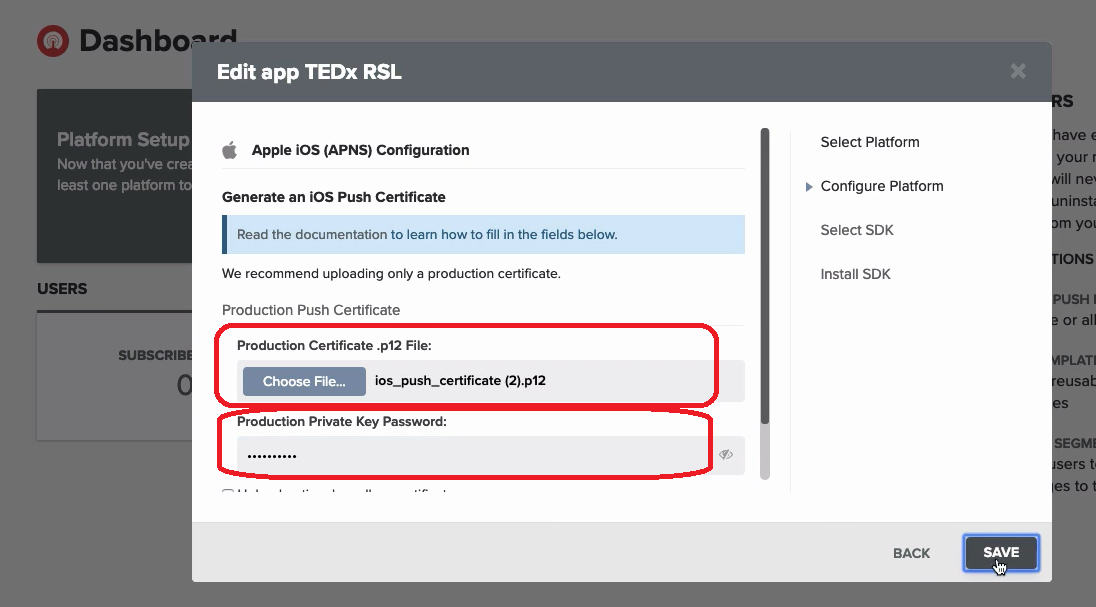 Dashboard
Edit app TEDx RSL
Platform Setup
Now that you've crea
least one platform to
USERS
SUBSCRIBE
0
Apple iOS (APNS) Configuration
Generate an iOS Push Certificate
Read the documentation to learn how to fill in the fields below.
We recommend uploading only a production certificate.
Production Push Certificate
Production Certificate .p12 File:
Choose File... ios_push_certificate (2).p12
Production Private Key Password:
••••••••••
Select Platform
Configure Platform
Select SDK
Install SDK
BACK
SAVE
RS
have e
your r
will nev
uninsta
om you
TIONS
PUSH
e or all
MPLAT
reusab
es
SEGME
users to
ges to t